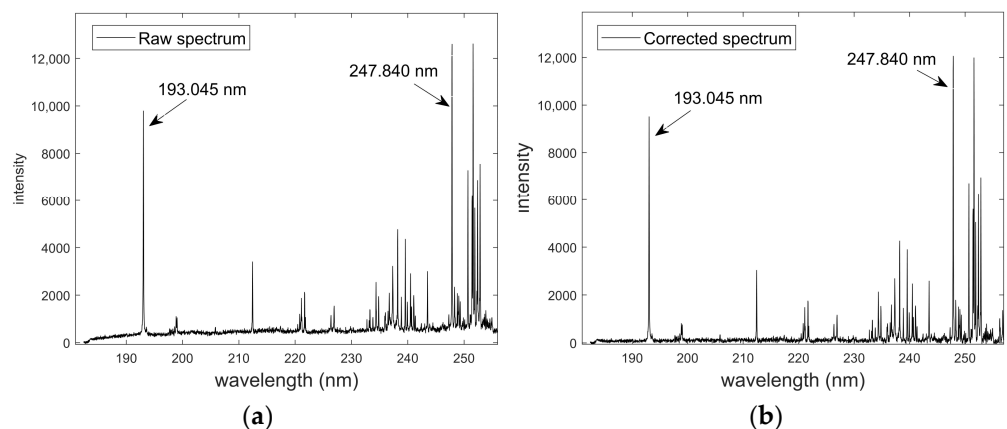 Raw spectrum
193.045 nm
247.840 nm
12,000
10,000
8000
6000
4000
2000
0
intensity
190
200
210
220
230
240
250
wavelength (nm)
(a)
Corrected spectrum
193.045 nm
247.840 nm
12,000
10,000
8000
6000
4000
2000
0
intensity
190
200
210
220
230
240
250
wavelength (nm)
(b)